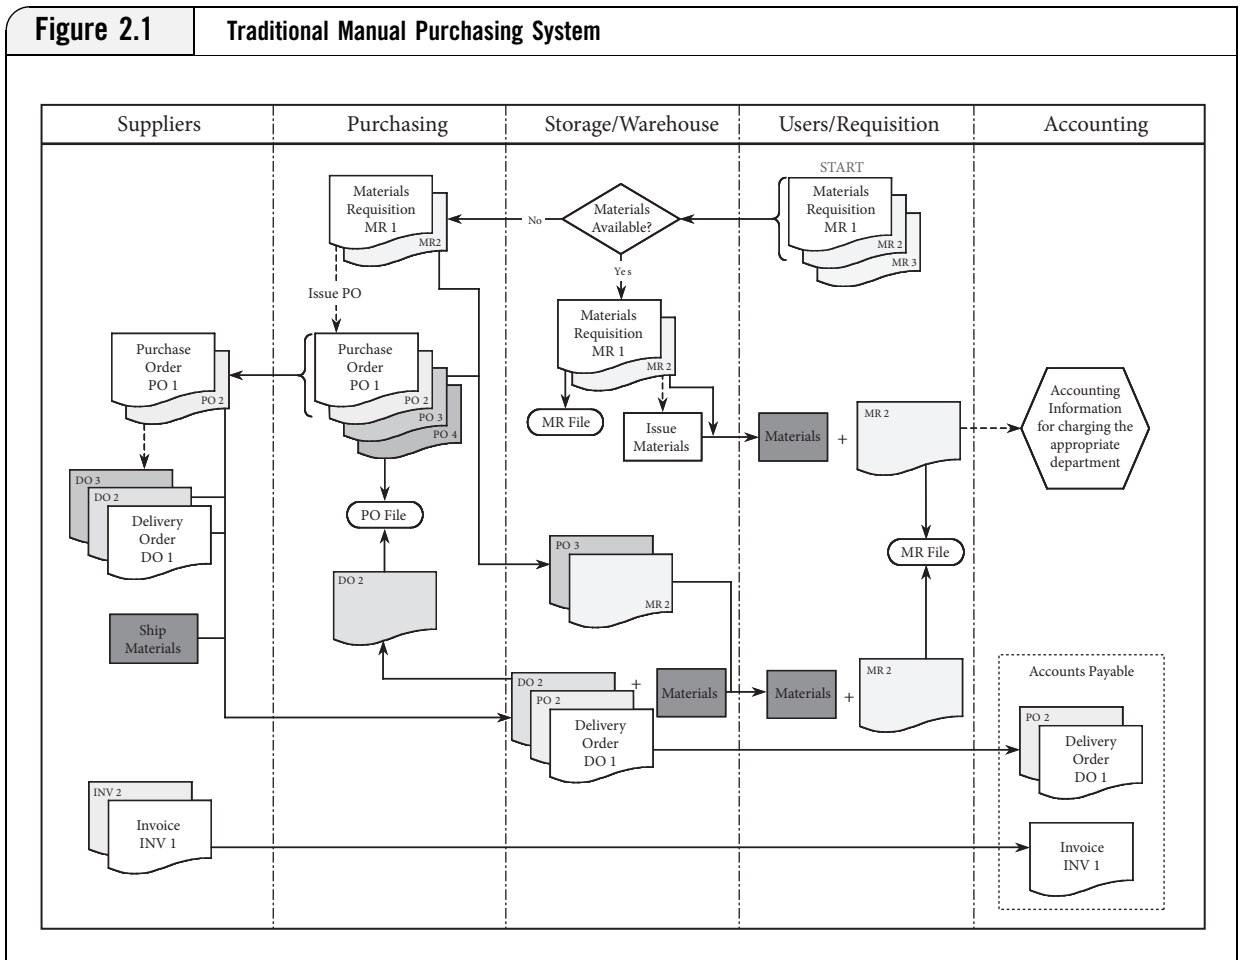 Figure 2.1
Traditional Manual Purchasing System
Suppliers
Purchasing
Storage/Warehouse
Users/Requisition
Accounting
START
Materials
Requisition
MR 1
MR2
No
Materials
Available?
Materials
Requisition
MR 1
MR 2
MR 3
Issue PO
Yes
Materials
Requisition
MR 1
MR 2
Purchase
Order
PO 1
PO 2
Purchase
Order
PO 1
PO 2
PO 3
PO 4
MR File
Issue
Materials
Materials
+
MR 2
Accounting
Information
for charging the
appropriate
department
DO 3
DO 2
Delivery
Order
DO 1
PO File
MR File
DO 2
PO 3
MR 2
Ship
Materials
DO 2
PO 2
Delivery
Order
DO 1
+
Materials
Materials
+
MR 2
Accounts Payable
PO 2
Delivery
Order
DO 1
INV 2
Invoice
INV 1
Invoice
INV 1